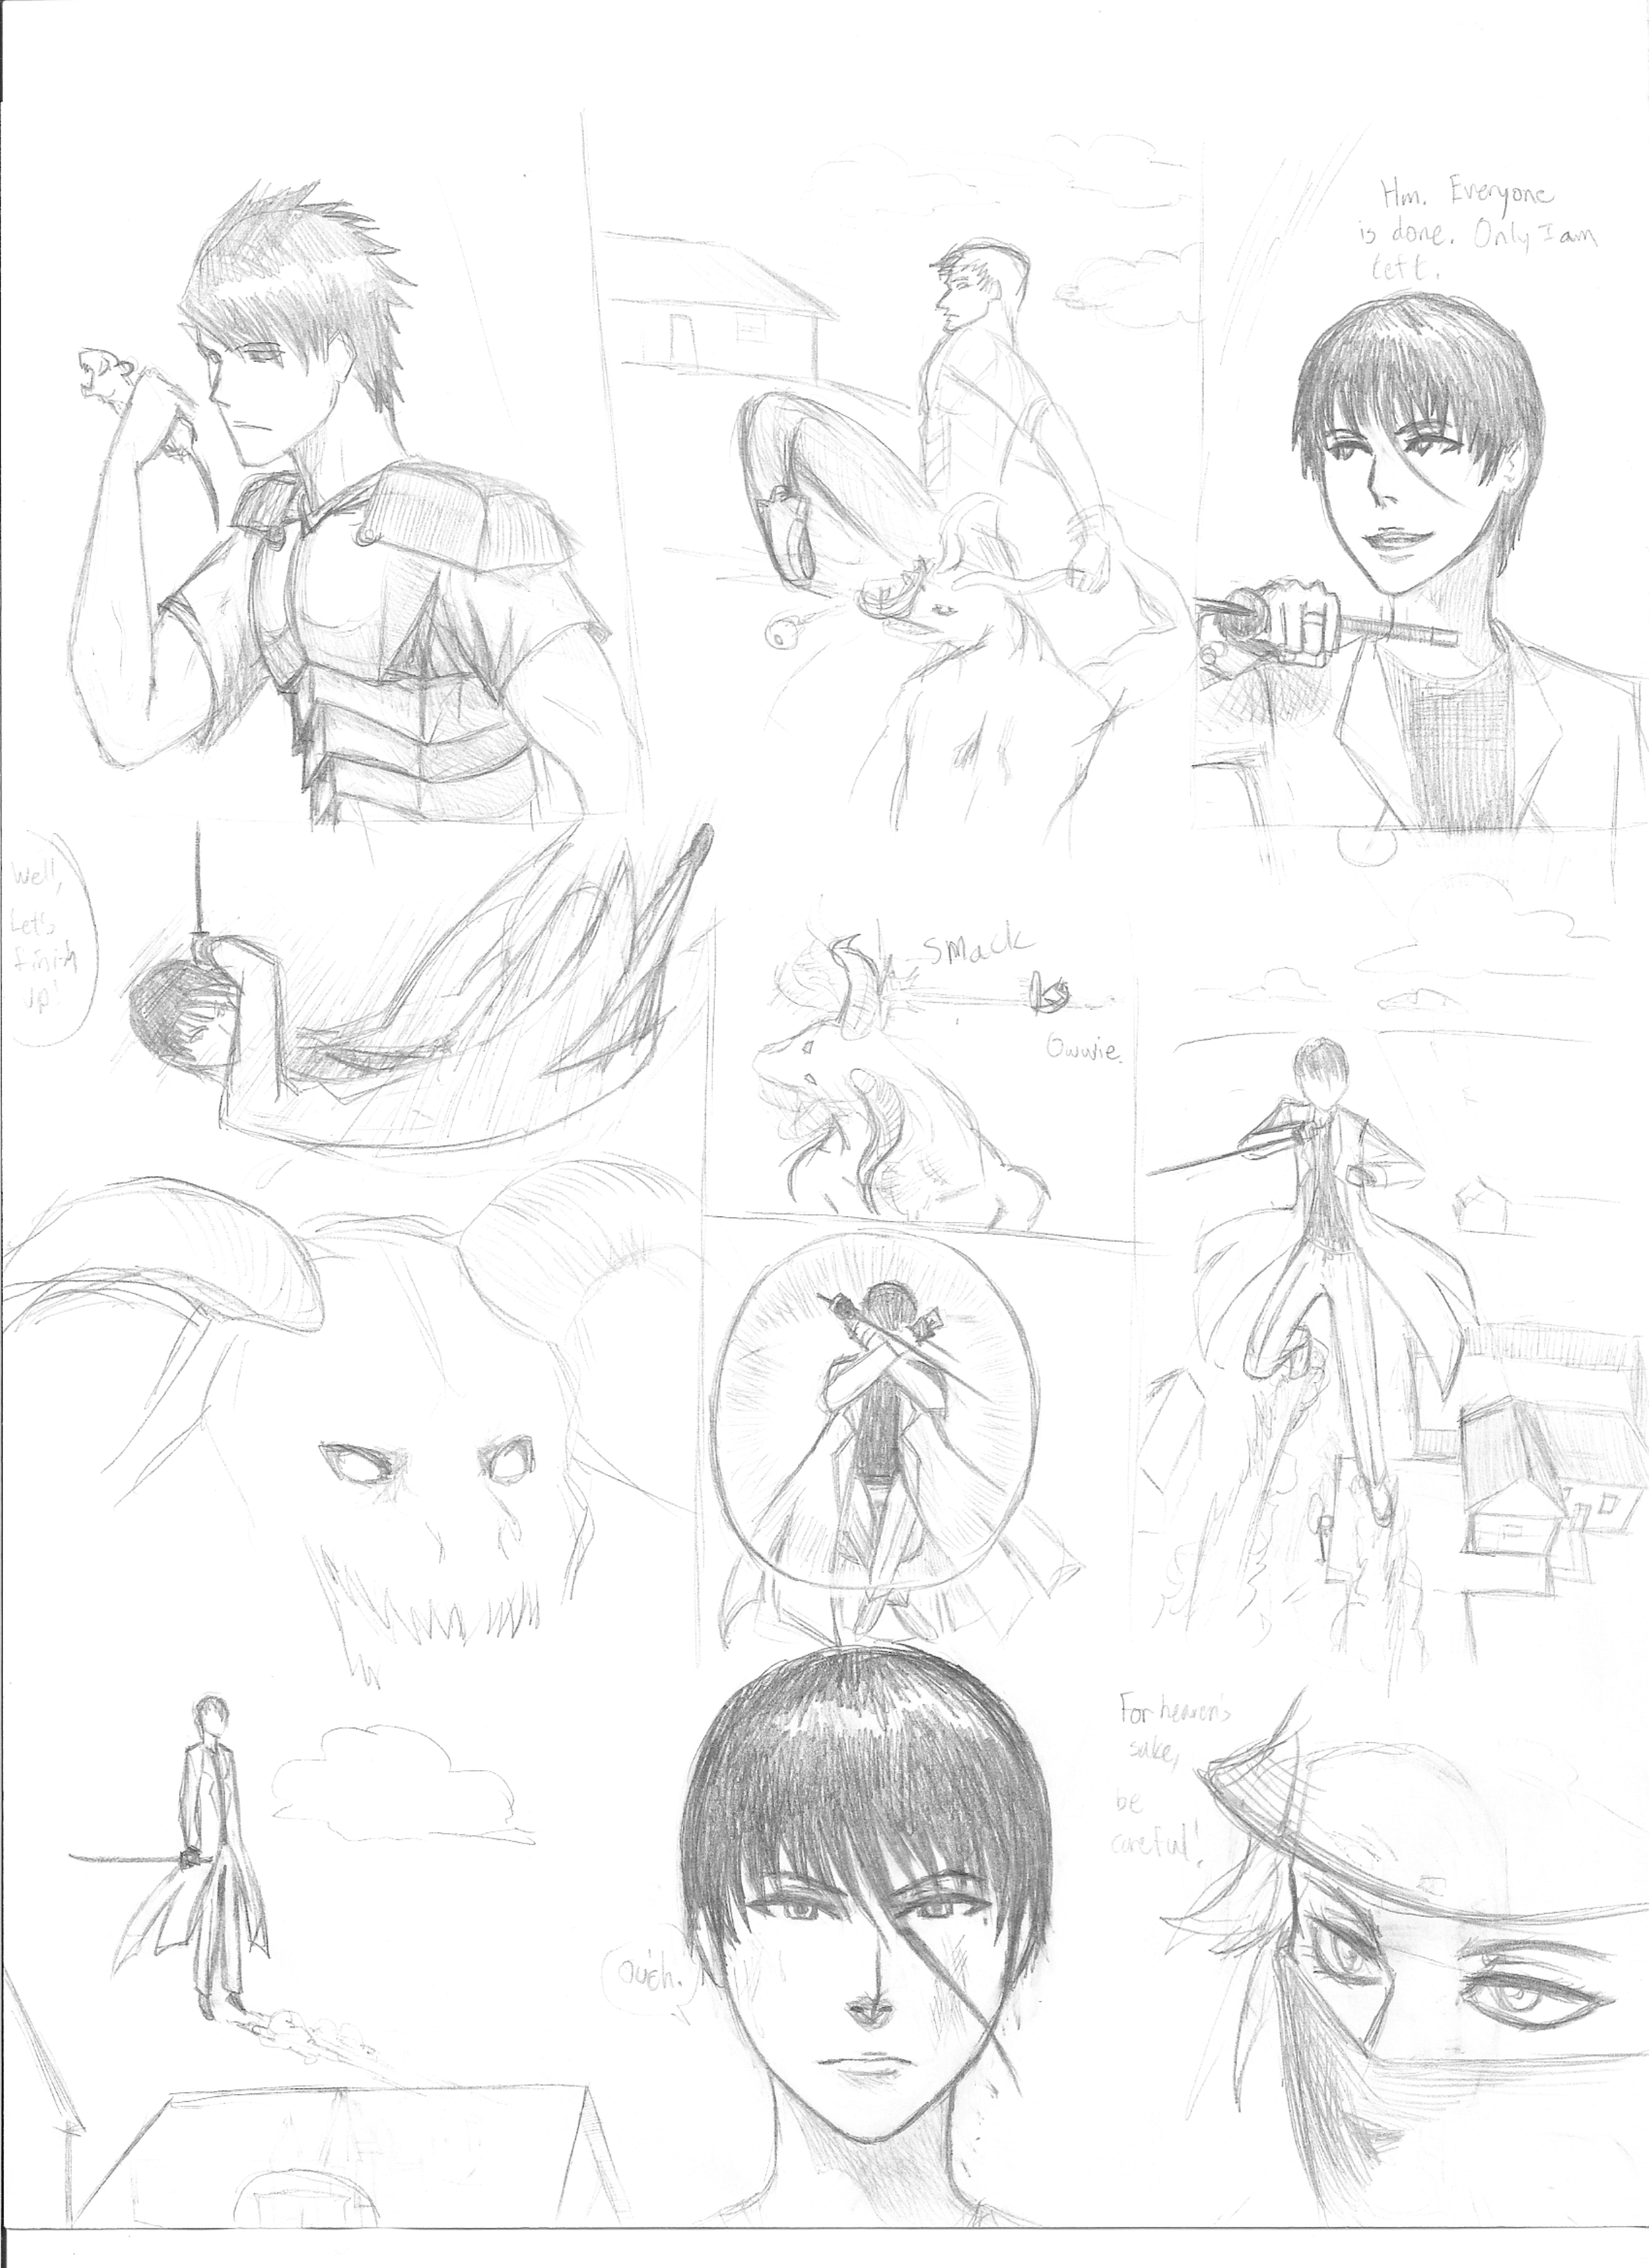 Hm. Everyone
is done. Only I am
left.
Well,
Let's
finish
up!
Smack
Owwie.
Ouch.
For heaven's
sake,
be
careful!